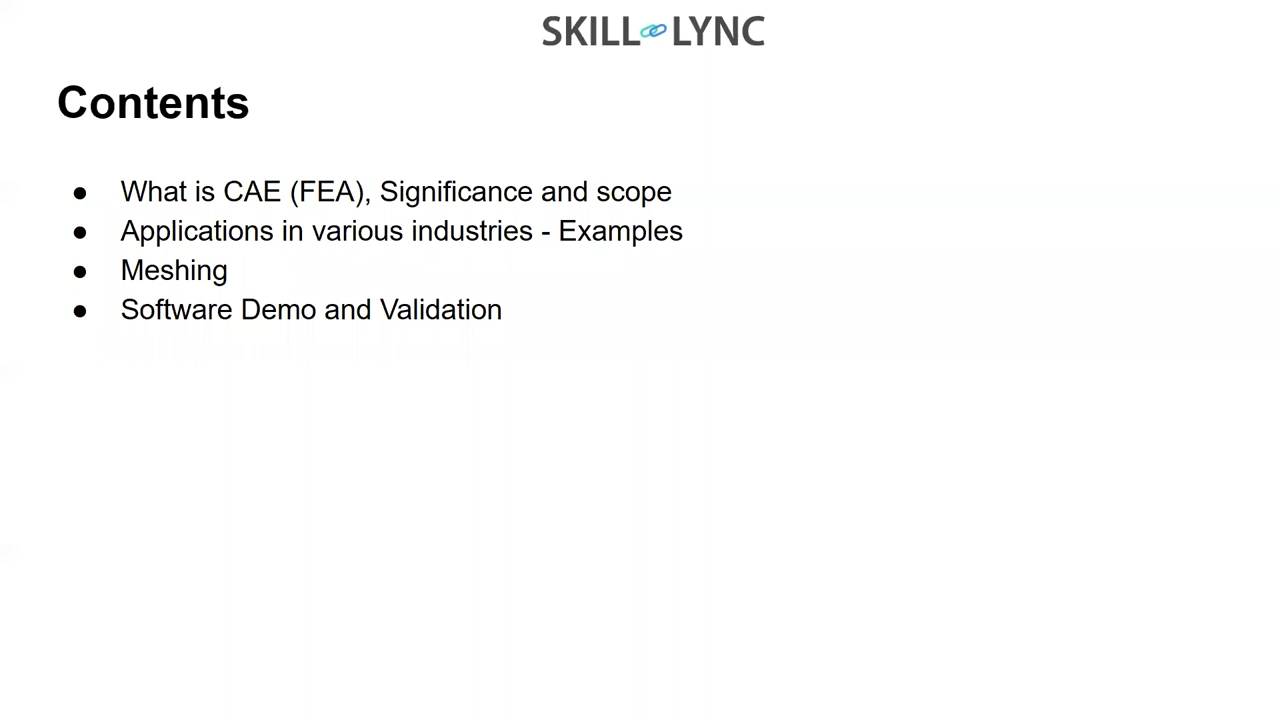 SKILL LYNC
Contents
● What is CAE (FEA), Significance and scope
● Applications in various industries - Examples
● Meshing
● Software Demo and Validation